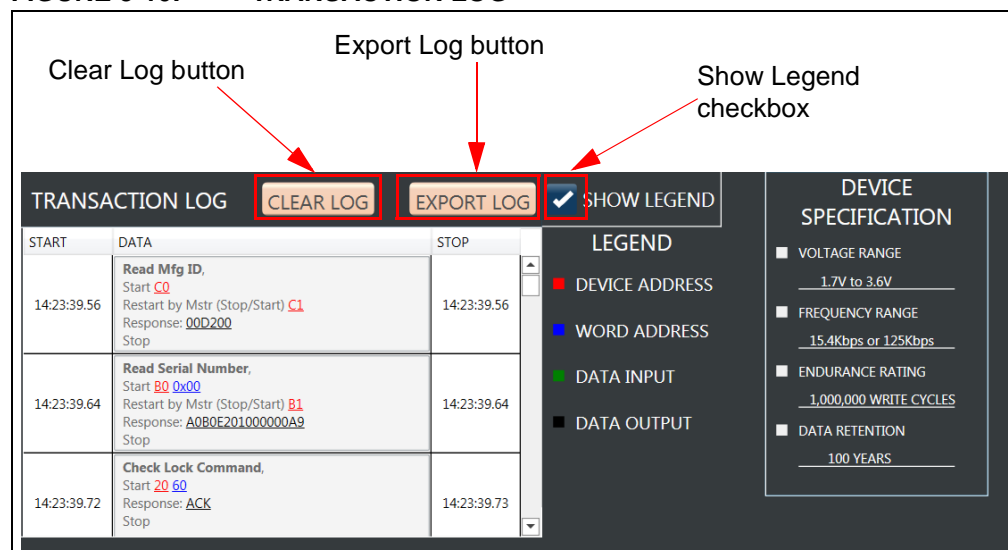 Export Log button
Clear Log button
Show Legend
checkbox
TRANSACTION LOG
CLEAR LOG
EXPORT LOG
SHOW LEGEND
START DATA STOP
14:23:39.56
Read Mfg ID,
Start C0
Restart by Mstr (Stop/Start) C1
Response: 00D200
Stop
14:23:39.56
14:23:39.64
Read Serial Number,
Start B0 0x00
Restart by Mstr (Stop/Start) B1
Response: A0B0E201000000A9
Stop
14:23:39.64
14:23:39.72
Check Lock Command,
Start 20 60
Response: ACK
Stop
14:23:39.73
LEGEND
DEVICE ADDRESS
WORD ADDRESS
DATA INPUT
DATA OUTPUT
DEVICE
SPECIFICATION
VOLTAGE RANGE
1.7V to 3.6V
FREQUENCY RANGE
15.4Kbps or 125Kbps
ENDURANCE RATING
1,000,000 WRITE CYCLES
DATA RETENTION
100 YEARS